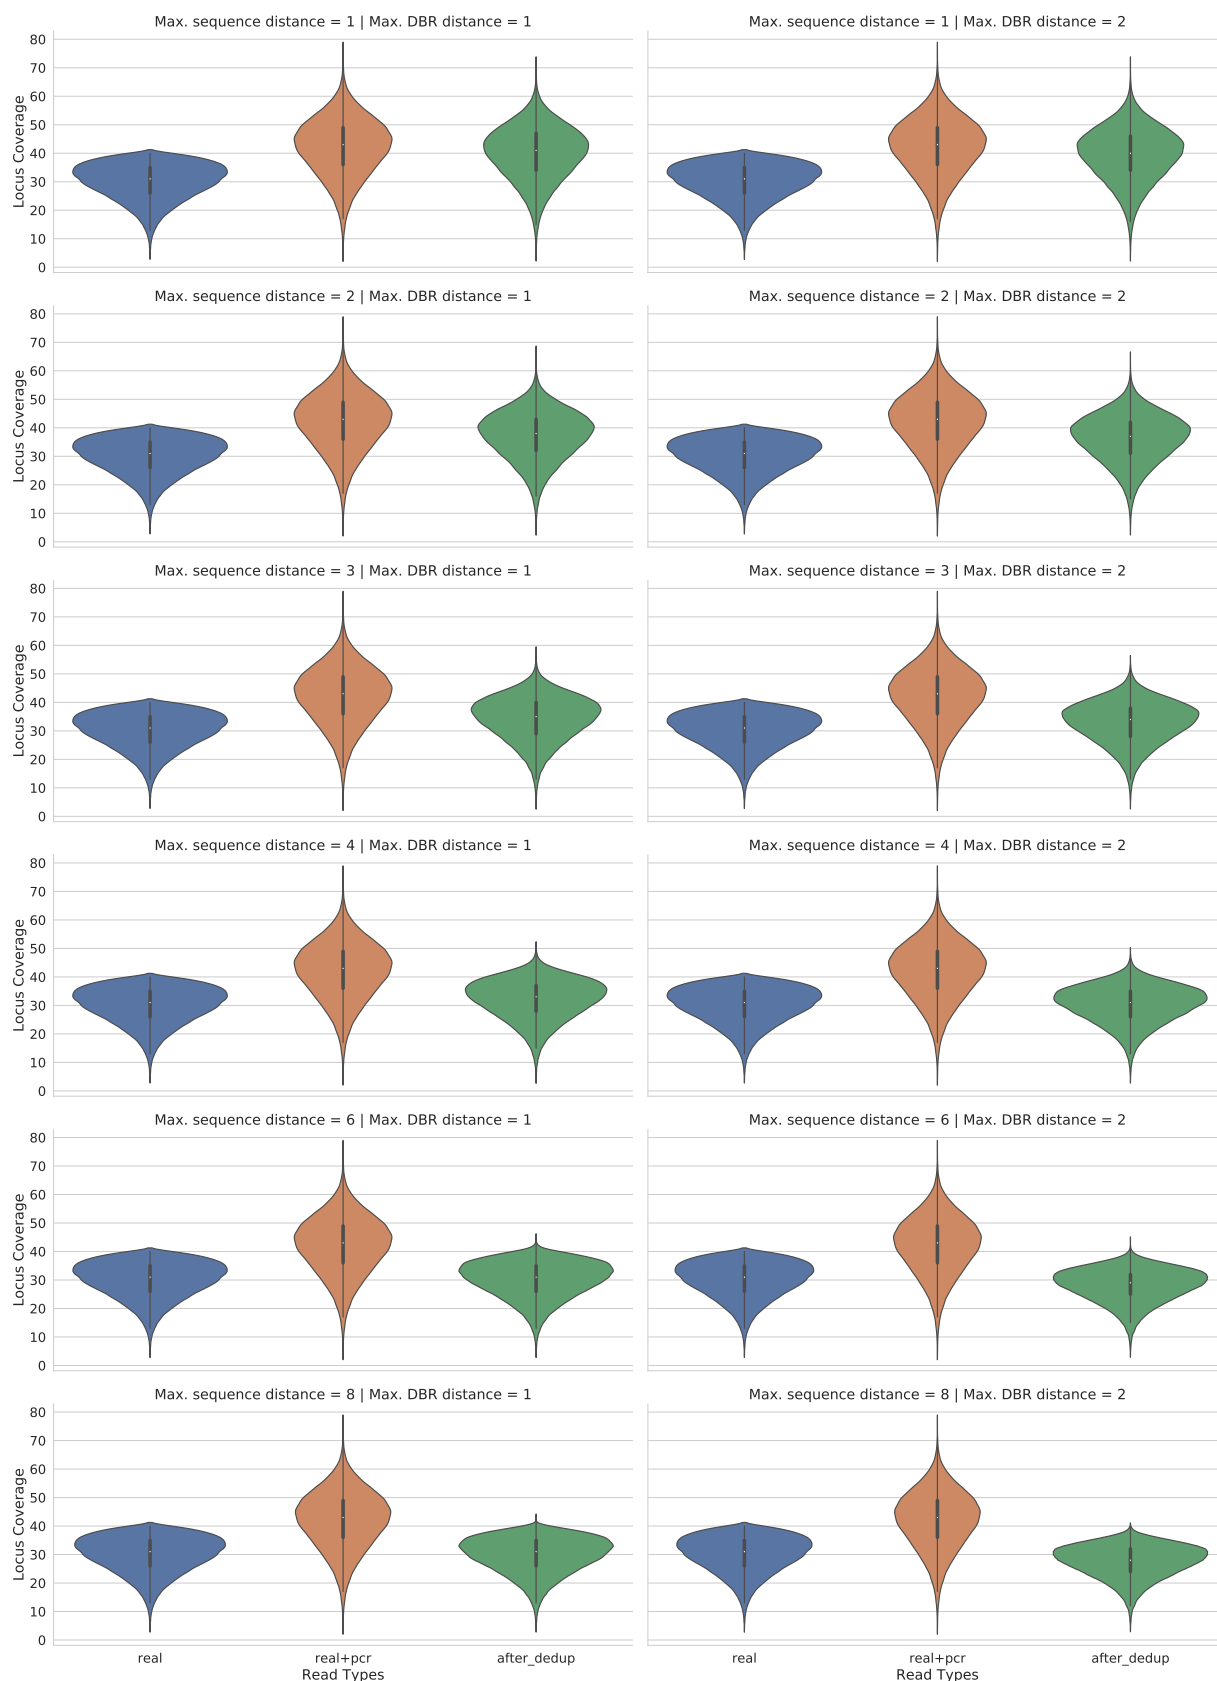 Max. sequence distance = 1 | Max. DBR distance = 1
Max. sequence distance = 1 | Max. DBR distance = 2
80
70
60
50
40
30
20
10
0
Locus Coverage
Max. sequence distance = 2 | Max. DBR distance = 1
Max. sequence distance = 2 | Max. DBR distance = 2
80
70
60
50
40
30
20
10
0
Locus Coverage
Max. sequence distance = 3 | Max. DBR distance = 1
Max. sequence distance = 3 | Max. DBR distance = 2
80
70
60
50
40
30
20
10
0
Locus Coverage
Max. sequence distance = 4 | Max. DBR distance = 1
Max. sequence distance = 4 | Max. DBR distance = 2
80
70
60
50
40
30
20
10
0
Locus Coverage
Max. sequence distance = 6 | Max. DBR distance = 1
Max. sequence distance = 6 | Max. DBR distance = 2
80
70
60
50
40
30
20
10
0
Locus Coverage
Max. sequence distance = 8 | Max. DBR distance = 1
Max. sequence distance = 8 | Max. DBR distance = 2
80
70
60
50
40
30
20
10
0
Locus Coverage
real
real+pcr
after_dedup
Read Types
real
real+pcr
after_dedup
Read Types